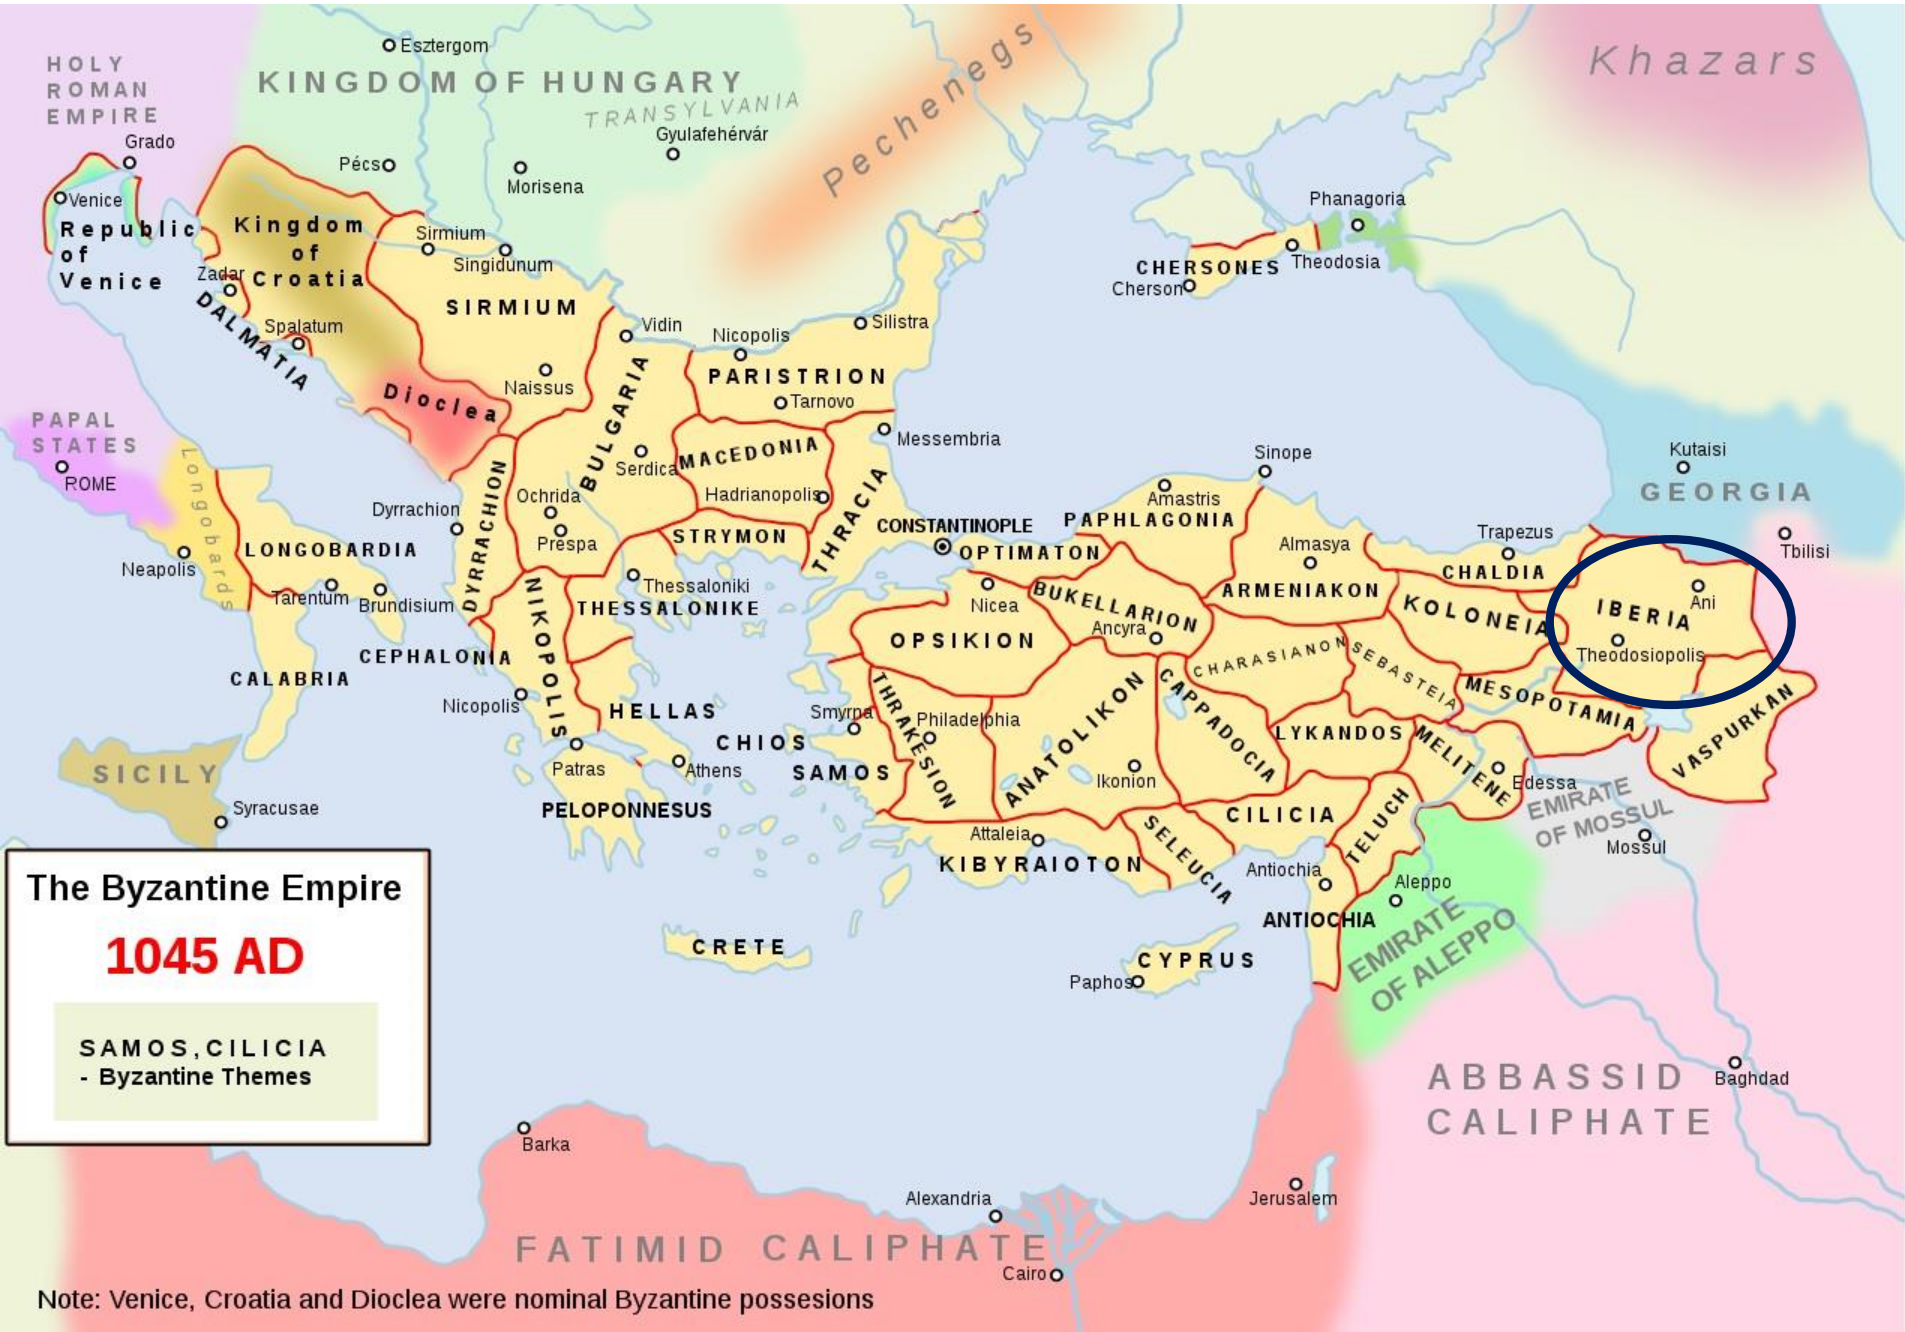 HOLY
ROMAN
EMPIRE
Grado
Venice
Republic
of
Venice
Esztergom
KINGDOM OF HUNGARY
TRANSYLVANIA
Gyulafehérvár
Pécs
Morisena
Pechenegs
Khazars
Kingdom
of
Croatia
Zadar
Spalatum
DALMATIA
Sirmium
Singidunum
SIRMIUM
Naissus
Dioclea
Vidin
BULGARIA
Serdica
Ochrida
Prespa
Nicopolis
Silistra
PARISTRION
Tarnovo
MACEDONIA
Hadrianopolis
Messembria
THRACIA
STRYMON
CONSTANTINOPLE
Phanagoria
CHERSONES
Theodosia
Cherson
PAPAL
STATES
ROME
Longobards
Neapolis
LONGOBARDIA
Tarentum
Brundisium
CALABRIA
SICILY
Syracusae
Dyrrachion
DYRRACHION
NIKOPOLIS
CEPHALONIA
Nicopolis
Thessaloniki
THESSALONIKE
HELLAS
Patras
Athens
PELOPONNESUS
CHIOS
SAMOS
CRETE
OPTIMATON
Nicea
OPSIKION
Smyrna
Philadelphia
THRAKESION
BUKELLARION
Ancyra
PAPHLAGONIA
Amastris
Sinope
Almasya
ARMENIAKON
ANATOLIKON
Ikonion
Attaleia
KIBYRAIOTON
CAPPADOCIA
CHARASIANON
SEBASTEIA
LYKANDOS
SELEUCIA
CILICIA
Antiochia
ANTIOCHIA
TELUCH
MELITENE
Edessa
Trapezus
CHALDIA
KOLONEIA
MESOPOTAMIA
IBERIA
Ani
Theodosiopolis
VASPURKAN
Kutaisi
GEORGIA
Tbilisi
EMIRATE
OF MOSSUL
Mossul
Aleppo
EMIRATE
OF ALEPPO
CYPRUS
Paphos
ABBASSID
CALIPHATE
Baghdad
Jerusalem
Barka
Alexandria
FATIMID CALIPHATE
Cairo
The Byzantine Empire
1045 AD
SAMOS, CILICIA
- Byzantine Themes
Note: Venice, Croatia and Dioclea were nominal Byzantine possesions